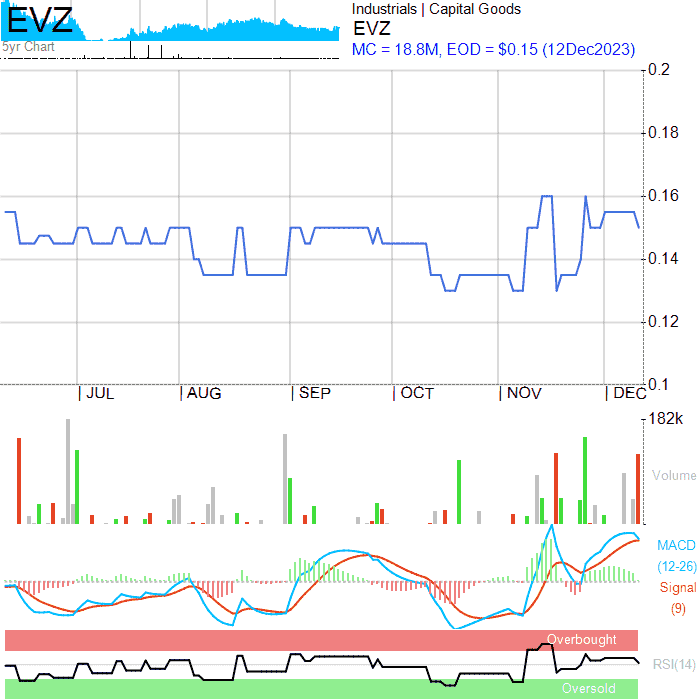 EVZ
5yr Chart
Industrials | Capital Goods
EVZ
MC = 18.8M, EOD = $0.15 (12Dec2023)
0.2
0.18
0.16
0.14
0.12
0.1
| JUL | AUG | SEP | OCT | NOV | DEC
182k
Volume
MACD
(12-26)
Signal
(9)
Overbought
RSI(14)
Oversold